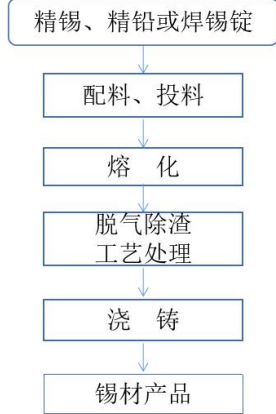 精锡、精铅或焊锡锭
配料、投料
熔　化
脱气除渣
工艺处理
浇　铸
锡材产品